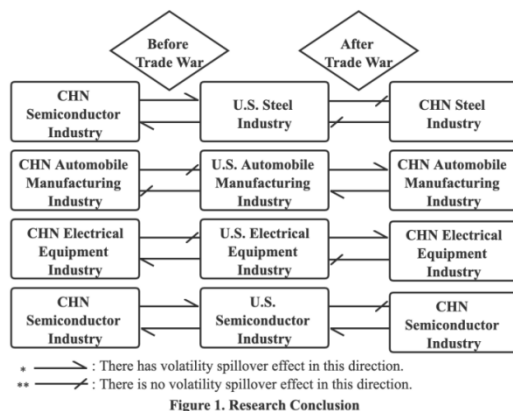 Before
Trade War
After
Trade War
CHN
Semiconductor
Industry
U.S. Steel
Industry
CHN Steel
Industry
CHN Automobile
Manufacturing
Industry
U.S. Automobile
Manufacturing
Industry
CHN Automobile
Manufacturing
Industry
CHN Electrical
Equipment
Industry
U.S. Electrical
Equipment
Industry
CHN Electrical
Equipment
Industry
CHN
Semiconductor
Industry
U.S.
Semiconductor
Industry
CHN
Semiconductor
Industry
* : There has volatility spillover effect in this direction.
** : There is no volatility spillover effect in this direction.
Figure 1. Research Conclusion